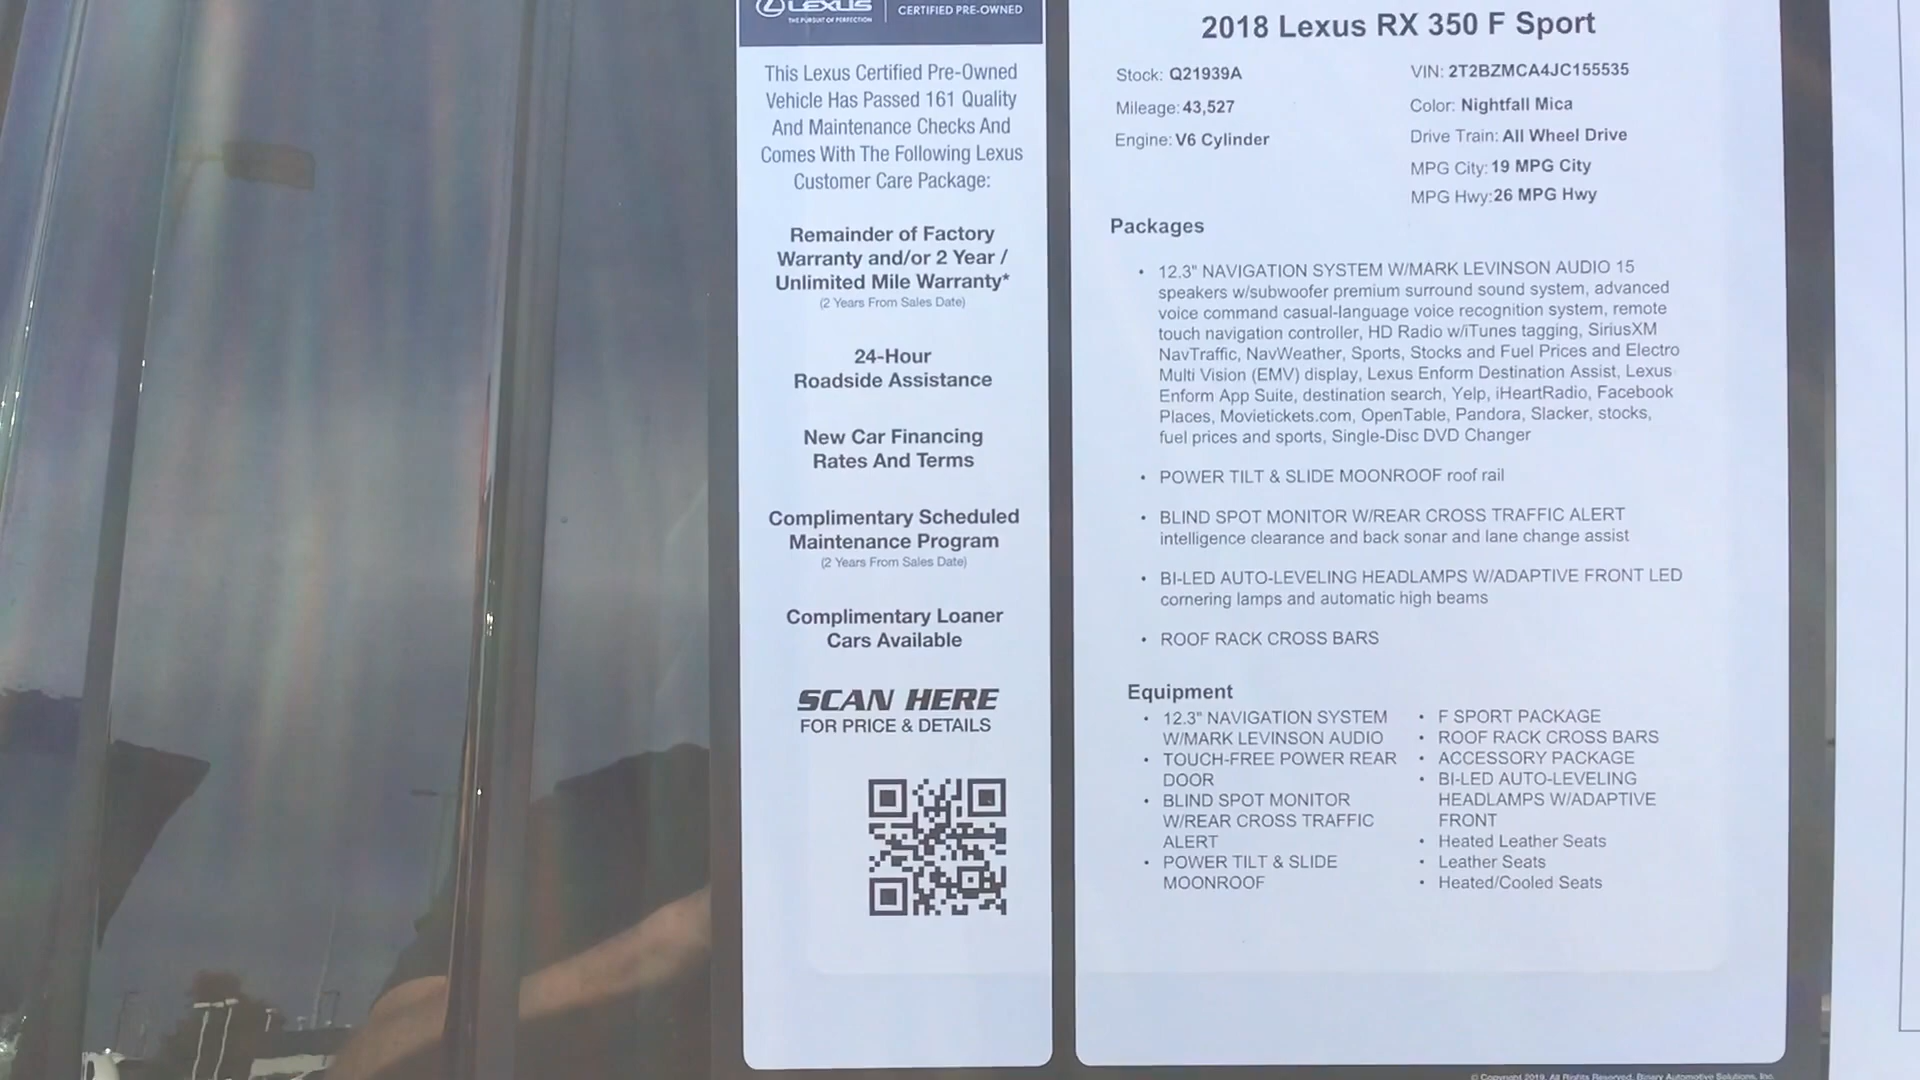 LEXUS
THE PURSUIT OF PERFECTION
CERTIFIED PRE-OWNED
This Lexus Certified Pre-Owned
Vehicle Has Passed 161 Quality
And Maintenance Checks And
Comes With The Following Lexus
Customer Care Package:
Remainder of Factory
Warranty and/or 2 Year /
Unlimited Mile Warranty*
(2 Years From Sales Date)
24-Hour
Roadside Assistance
New Car Financing
Rates And Terms
Complimentary Scheduled
Maintenance Program
(2 Years From Sales Date)
Complimentary Loaner
Cars Available
SCAN HERE
FOR PRICE & DETAILS
2018 Lexus RX 350 F Sport
Stock: Q21939A
Mileage: 43,527
Engine: V6 Cylinder
VIN: 2T2BZMCA4JC155535
Color: Nightfall Mica
Drive Train: All Wheel Drive
MPG City: 19 MPG City
MPG Hwy: 26 MPG Hwy
Packages
• 12.3" NAVIGATION SYSTEM W/MARK LEVINSON AUDIO 15
speakers w/subwoofer premium surround sound system, advanced
voice command casual-language voice recognition system, remote
touch navigation controller, HD Radio w/iTunes tagging, SiriusXM
NavTraffic, NavWeather, Sports, Stocks and Fuel Prices and Electro
Multi Vision (EMV) display, Lexus Enform Destination Assist, Lexus
Enform App Suite, destination search, Yelp, iHeartRadio, Facebook
Places, Movietickets.com, OpenTable, Pandora, Slacker, stocks,
fuel prices and sports, Single-Disc DVD Changer
• POWER TILT & SLIDE MOONROOF roof rail
• BLIND SPOT MONITOR W/REAR CROSS TRAFFIC ALERT
intelligence clearance and back sonar and lane change assist
• BI-LED AUTO-LEVELING HEADLAMPS W/ADAPTIVE FRONT LED
cornering lamps and automatic high beams
• ROOF RACK CROSS BARS
Equipment
• 12.3" NAVIGATION SYSTEM
W/MARK LEVINSON AUDIO
• TOUCH-FREE POWER REAR
DOOR
• BLIND SPOT MONITOR
W/REAR CROSS TRAFFIC
ALERT
• POWER TILT & SLIDE
MOONROOF
• F SPORT PACKAGE
• ROOF RACK CROSS BARS
• ACCESSORY PACKAGE
• BI-LED AUTO-LEVELING
HEADLAMPS W/ADAPTIVE
FRONT
• Heated Leather Seats
• Leather Seats
• Heated/Cooled Seats
© Copyright 2019, All Rights Reserved, Binary Automotive Solutions, Inc.